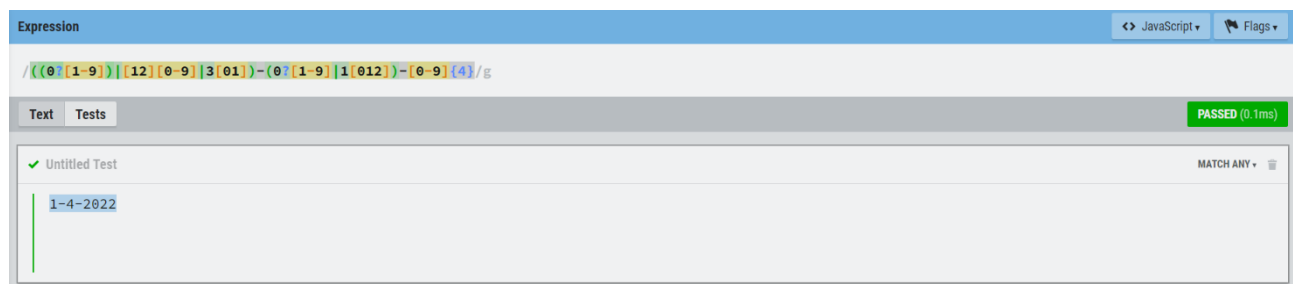 Expression
<> JavaScript ▾ Flags ▾
/((0?[1-9])|[12][0-9]|3[01])-(0?[1-9]|1[012])-[0-9]{4}/g
Text Tests
PASSED (0.1ms)
Untitled Test
MATCH ANY ▾
1-4-2022